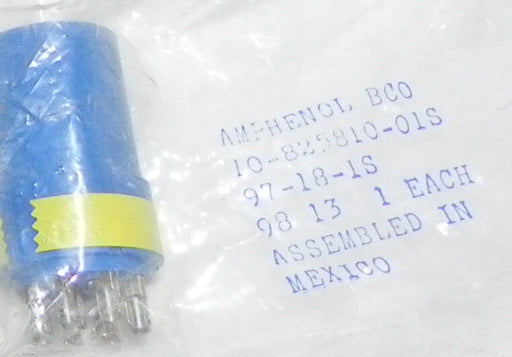 AMPHENOL BCO
10-825810-01S
97-18-1S
98 13 1 EACH
ASSEMBLED IN
MEXICO